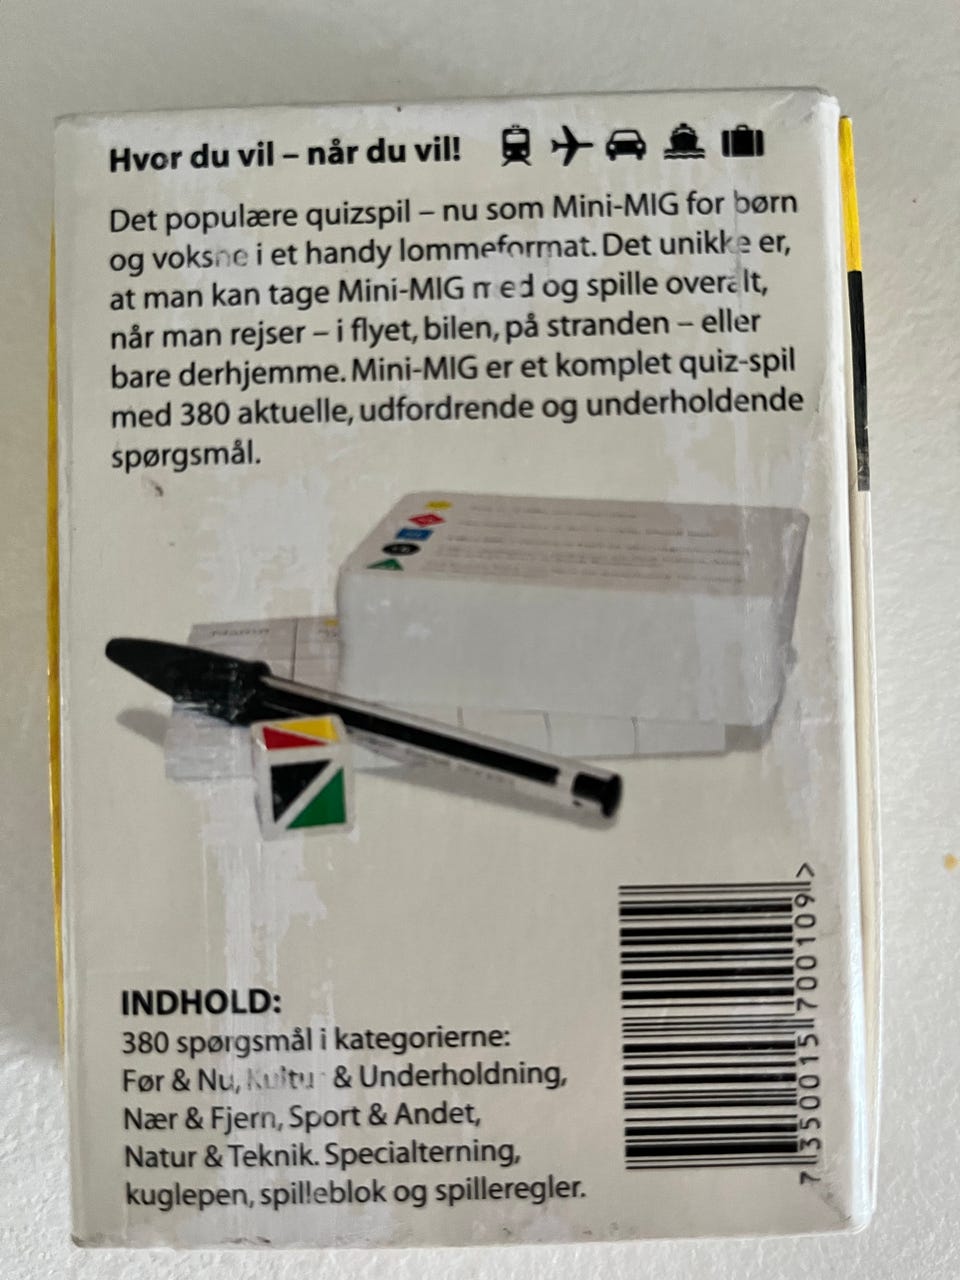 Hvor du vil – når du vil!
Det populære quizspil – nu som Mini-MIG for børn
og voksne i et handy lommeformat. Det unikke er,
at man kan tage Mini-MIG med og spille overalt,
når man rejser – i flyet, bilen, på stranden – eller
bare derhjemme. Mini-MIG er et komplet quiz-spil
med 380 aktuelle, udfordrende og underholdende
spørgsmål.
INDHOLD:
380 spørgsmål i kategorierne:
Før & Nu, Kultur & Underholdning,
Nær & Fjern, Sport & Andet,
Natur & Teknik. Specialterning,
kuglepen, spilleblok og spilleregler.
7 350015 700109 >